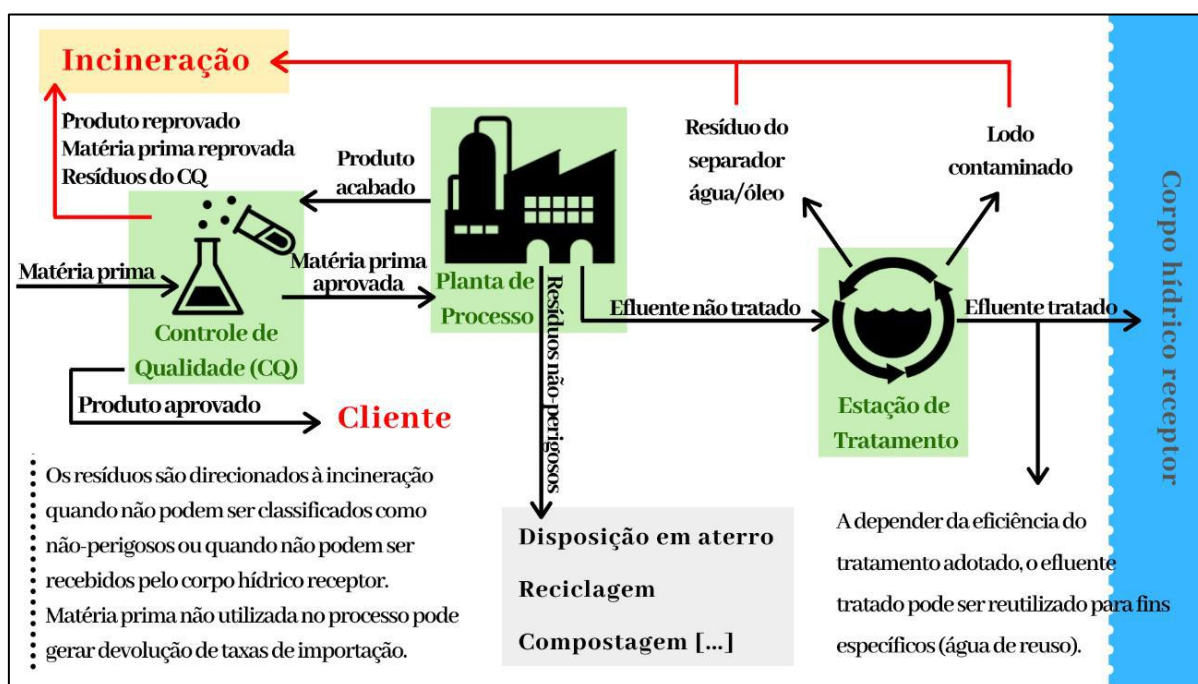 Incineração
Produto reprovado
Matéria prima reprovada
Resíduos do CQ
Produto
acabado
Resíduo do
separador
água/óleo
Lodo
contaminado
Corpo hídrico receptor
Matéria prima
Matéria prima
aprovada
Planta de
Processo
Resíduos não-perigosos
Efluente não tratado
Efluente tratado
Controle de
Qualidade (CQ)
Produto aprovado
Cliente
Estação de
Tratamento
Os resíduos são direcionados à incineração
quando não podem ser classificados como
não-perigosos ou quando não podem ser
recebidos pelo corpo hídrico receptor.
Matéria prima não utilizada no processo pode
gerar devolução de taxas de importação.
Disposição em aterro
Reciclagem
Compostagem [...]
A depender da eficiência do
tratamento adotado, o efluente
tratado pode ser reutilizado para fins
específicos (água de reuso).